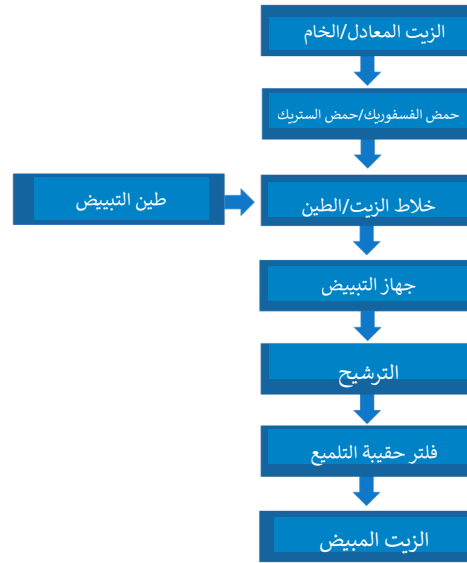 الزيت المعادل/الخام
حمض الفسفوريك/حمض الستريك
طين التبييض
خلاط الزيت/الطين
جهاز التبييض
الترشيح
فلتر حقيبة التلميع
الزيت المبيض